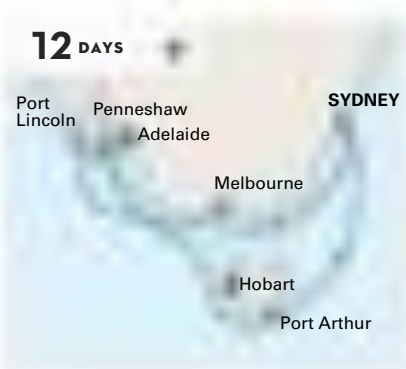 12 DAYS
SYDNEY
Port
Lincoln
Penneshaw
Adelaide
Melbourne
Hobart
Port Arthur